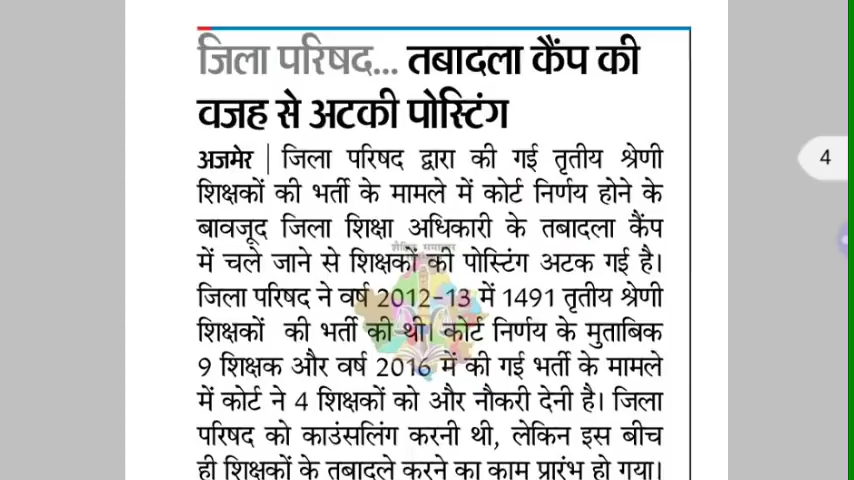 जिला परिषद... तबादला कैंप की
वजह से अटकी पोस्टिंग
अजमेर | जिला परिषद द्वारा की गई तृतीय श्रेणी
शिक्षकों की भर्ती के मामले में कोर्ट निर्णय होने के
बावजूद जिला शिक्षा अधिकारी के तबादला कैंप
में चले जाने से शिक्षकों की पोस्टिंग अटक गई है।
जिला परिषद ने वर्ष 2012-13 में 1491 तृतीय श्रेणी
शिक्षकों की भर्ती की थी। कोर्ट निर्णय के मुताबिक
9 शिक्षक और वर्ष 2016 में की गई भर्ती के मामले
में कोर्ट ने 4 शिक्षकों को और नौकरी देनी है। जिला
परिषद को काउंसलिंग करनी थी, लेकिन इस बीच
ही शिक्षकों के तबादले करने का काम प्रारंभ हो गया।
4